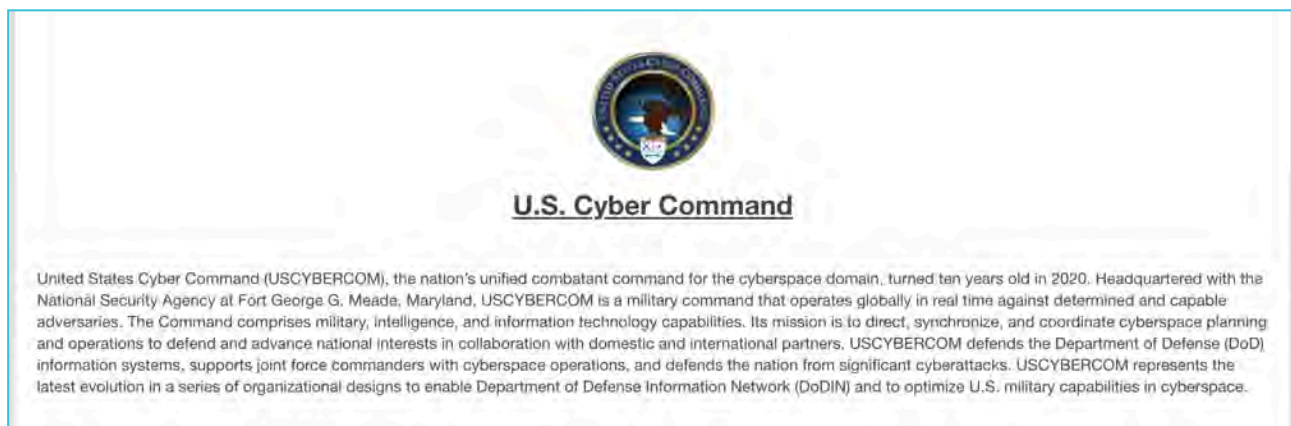 UNITED STATES CYBER COMMAND
U.S. Cyber Command
United States Cyber Command (USCYBERCOM), the nation's unified combatant command for the cyberspace domain, turned ten years old in 2020. Headquartered with the
National Security Agency at Fort George G. Meade, Maryland, USCYBERCOM is a military command that operates globally in real time against determined and capable
adversaries. The Command comprises military, intelligence, and information technology capabilities. Its mission is to direct, synchronize, and coordinate cyberspace planning
and operations to defend and advance national interests in collaboration with domestic and international partners. USCYBERCOM defends the Department of Defense (DoD)
information systems, supports joint force commanders with cyberspace operations, and defends the nation from significant cyberattacks. USCYBERCOM represents the
latest evolution in a series of organizational designs to enable Department of Defense Information Network (DoDIN) and to optimize U.S. military capabilities in cyberspace.